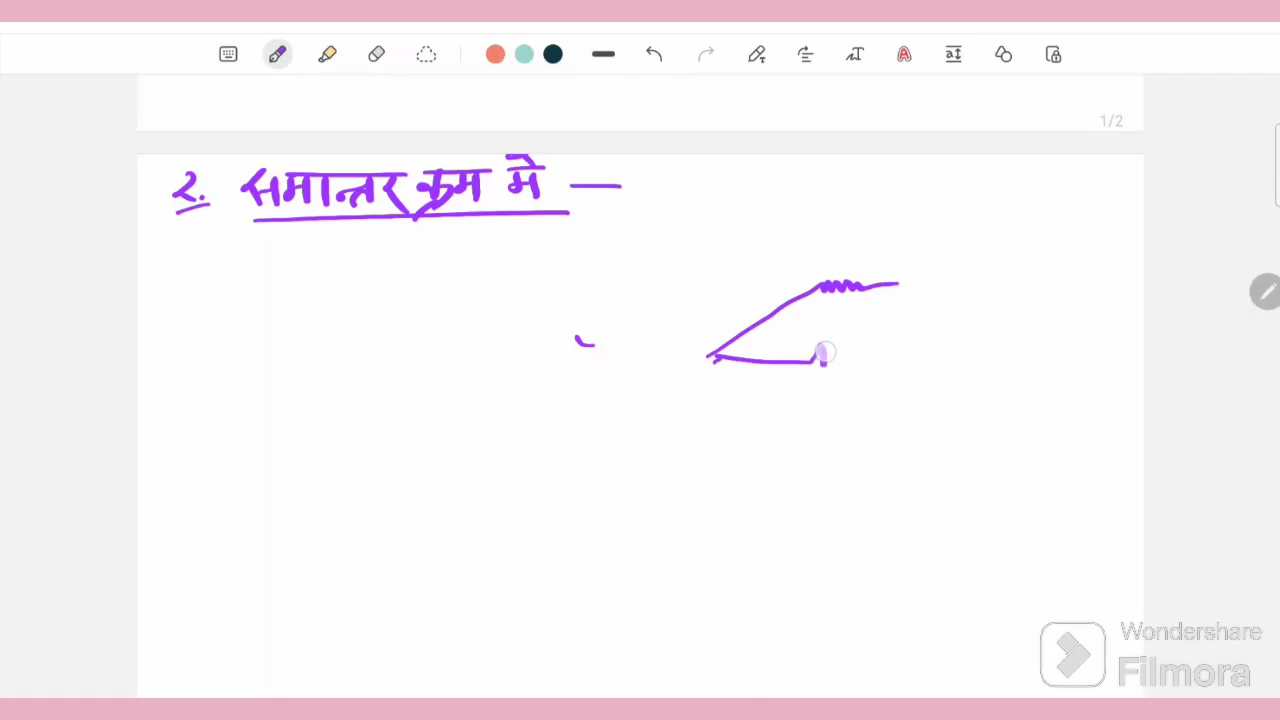 1/2
2. समान्तर क्रम में —
Wondershare
Filmora